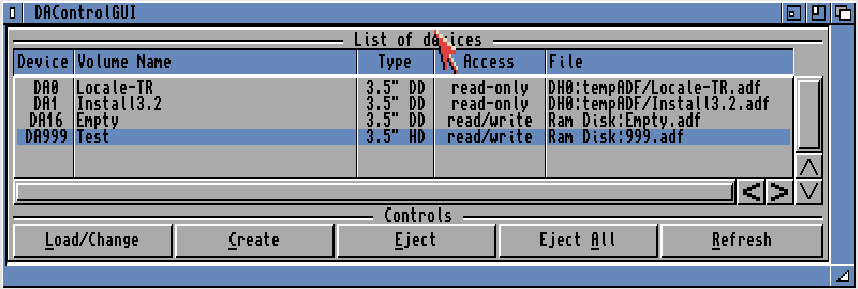 DAControlGUI
List of devices
Device Volume Name Type Access File
DA0 Locale-TR 3.5" DD read-only DH0:tempADF/Locale-TR.adf
DA1 Install3.2 3.5" DD read-only DH0:tempADF/Install3.2.adf
DA16 Empty 3.5" DD read/write Ram Disk:Empty.adf
DA999 Test 3.5" HD read/write Ram Disk:999.adf
Controls
Load/Change Create Eject Eject All Refresh